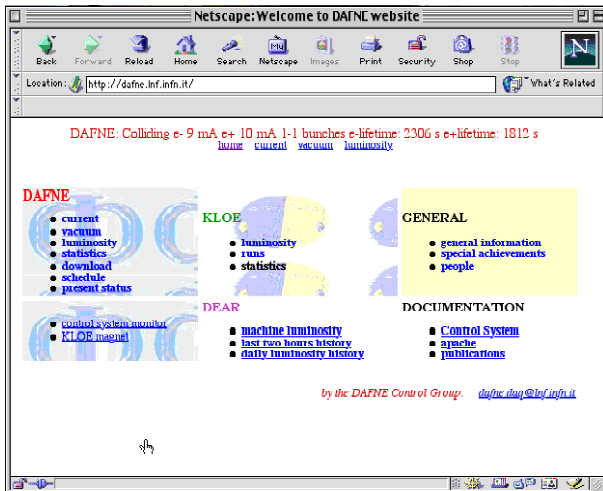 Netscape: Welcome to DAFNE website
Back Forward Reload Home Search Netscape Images Print Security Shop Stop
N
Location: http://dafne.lnf.infn.it/ What's Related
DAFNE: Colliding e- 9 mA e+ 10 mA 1-1 bunches e-lifetime: 2306 s e+lifetime: 1812 s
home current vacuum luminosity
DAFNE
current
vacuum
luminosity
statistics
download
schedule
present status
control system monitor
KLOE magnet
KLOE
luminosity
runs
statistics
DEAR
machine luminosity
last two hours history
daily luminosity history
GENERAL
general information
special achievements
people
DOCUMENTATION
Control System
apache
publications
by the DAFNE Control Group. dafne.daq@lnf.infn.it